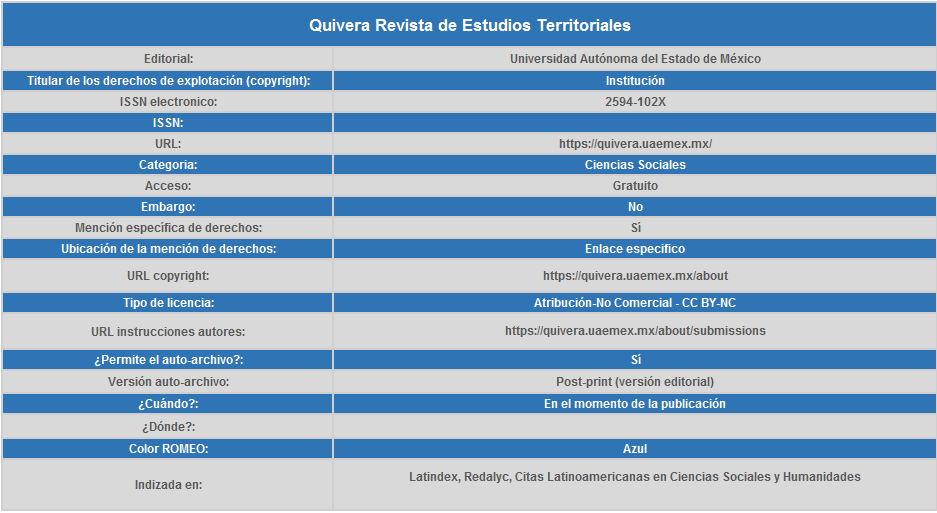 Quivera Revista de Estudios Territoriales
Editorial: Universidad Autónoma del Estado de México
Titular de los derechos de explotación (copyright): Institución
ISSN electronico: 2594-102X
ISSN:
URL: https://quivera.uaemex.mx/
Categoría: Ciencias Sociales
Acceso: Gratuito
Embargo: No
Mención específica de derechos: Sí
Ubicación de la mención de derechos: Enlace específico
URL copyright: https://quivera.uaemex.mx/about
Tipo de licencia: Atribución-No Comercial - CC BY-NC
URL instrucciones autores: https://quivera.uaemex.mx/about/submissions
¿Permite el auto-archivo?: Sí
Versión auto-archivo: Post-print (versión editorial)
¿Cuándo?: En el momento de la publicación
¿Dónde?:
Color ROMEO: Azul
Indizada en: Latindex, Redalyc, Citas Latinoamericanas en Ciencias Sociales y Humanidades